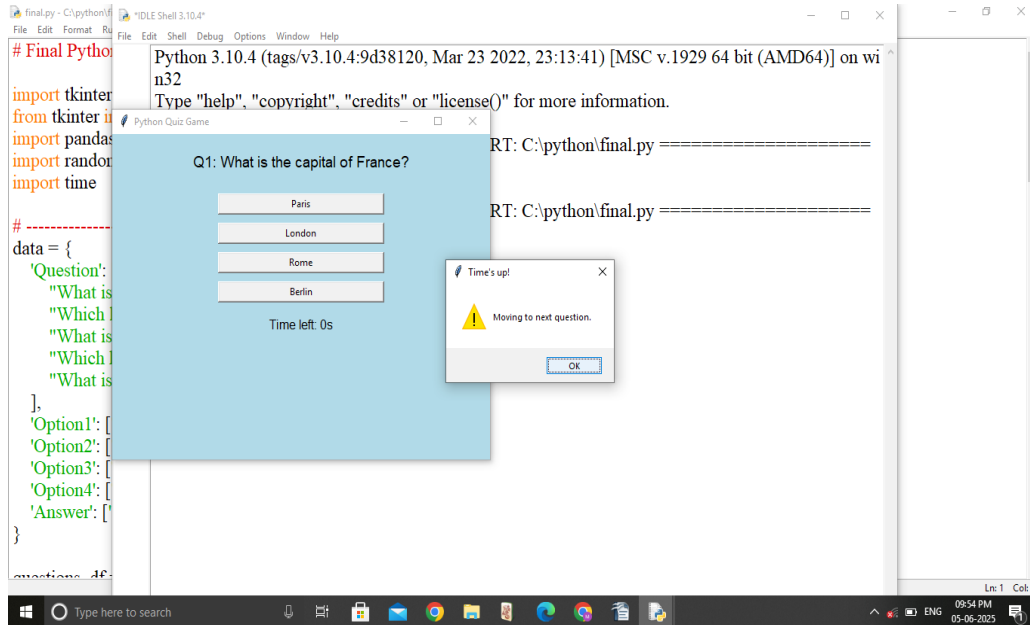 final.py - C:\python\f
File Edit Format Ru
# Final Pytho
import tkinter
from tkinter i
import pandas
import random
import time
# ---------------
data = {
'Question':
"What is
"Which
"What is
"Which
"What is
],
'Option1': [
'Option2': [
'Option3': [
'Option4': [
'Answer': ['
}
questions_df
*IDLE Shell 3.10.4*
File Edit Shell Debug Options Window Help
Python 3.10.4 (tags/v3.10.4:9d38120, Mar 23 2022, 23:13:41) [MSC v.1929 64 bit (AMD64)] on wi
n32
Type "help", "copyright", "credits" or "license()" for more information.
RT: C:\python\final.py ====================
RT: C:\python\final.py ====================
Python Quiz Game
Q1: What is the capital of France?
Paris
London
Rome
Berlin
Time left: 0s
Time's up!
Moving to next question.
OK
Ln: 1 Col:
Type here to search
ENG
09:54 PM
05-06-2025
1